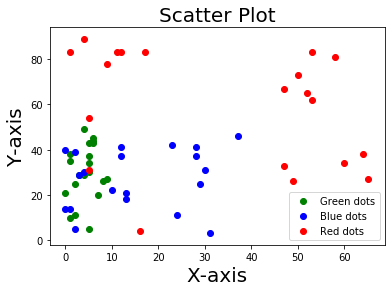 Scatter Plot
Y-axis
80
60
40
20
0
Green dots
Blue dots
Red dots
0 10 20 30 40 50 60
X-axis